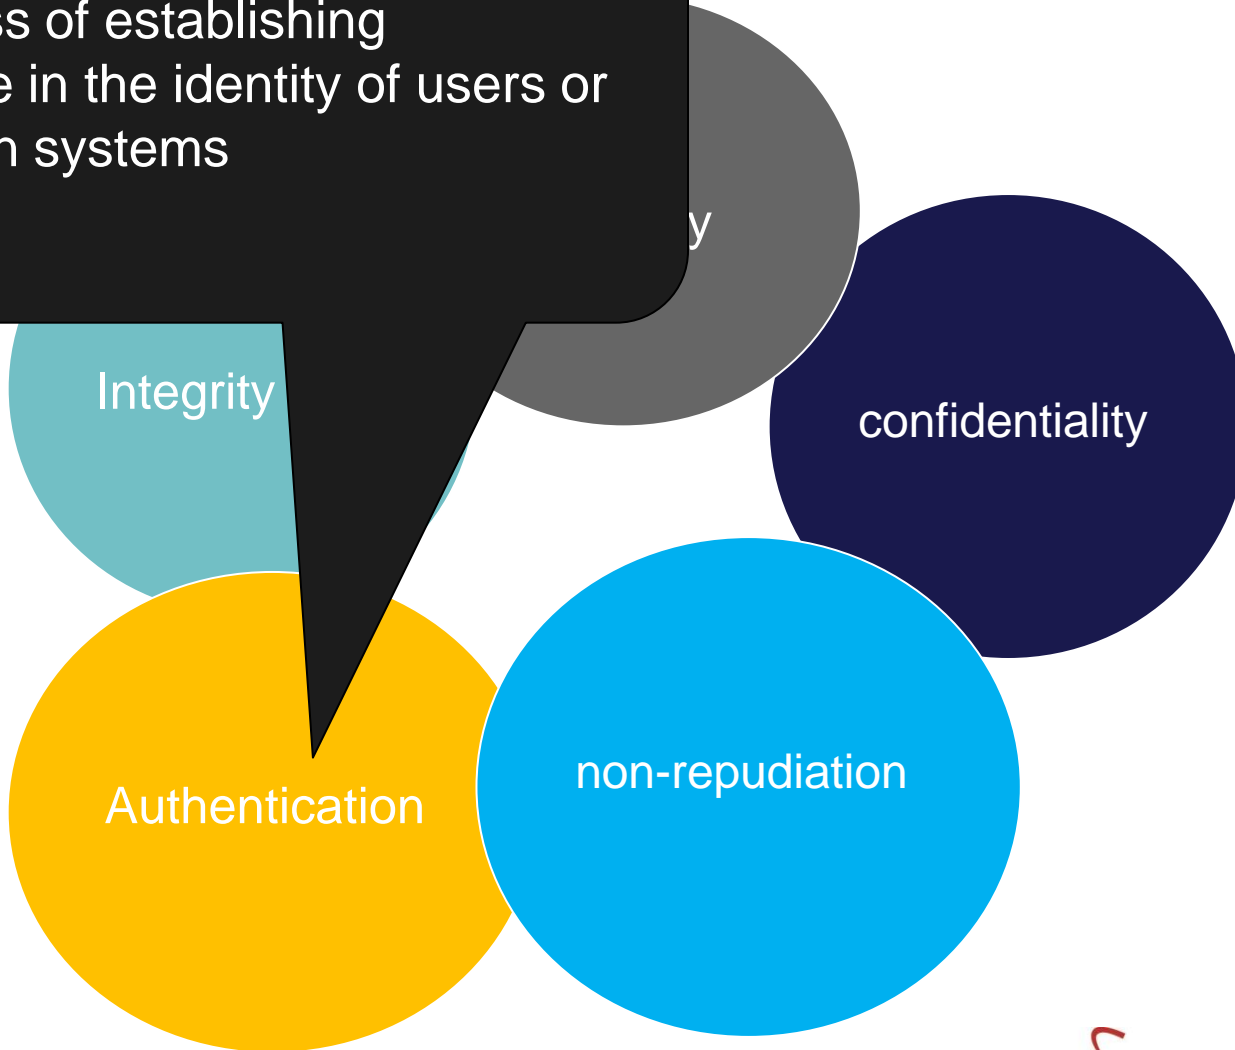 ss of establishing
e in the identity of users or
n systems
y
Integrity
confidentiality
non-repudiation
Authentication